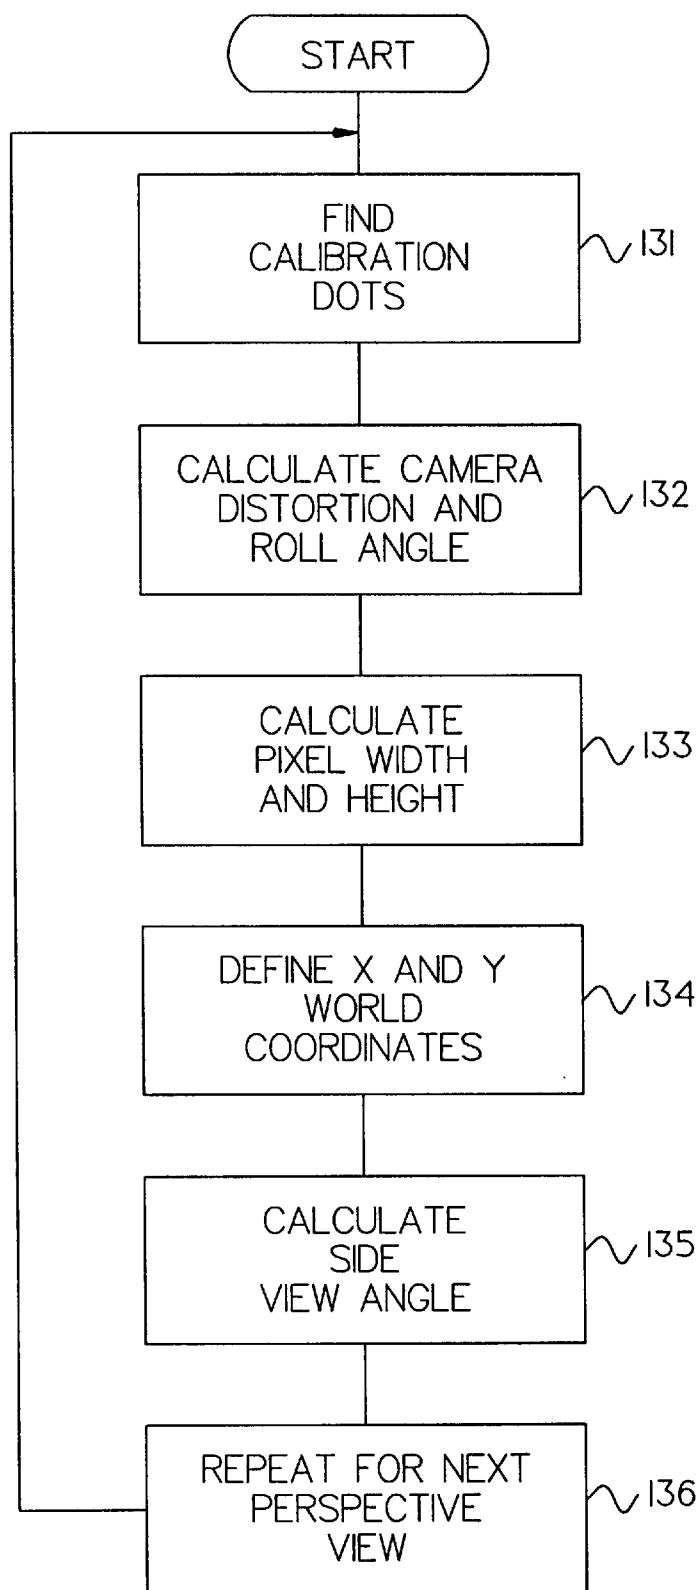 START
FIND
CALIBRATION
DOTS
131
CALCULATE CAMERA
DISTORTION AND
ROLL ANGLE
132
CALCULATE
PIXEL WIDTH
AND HEIGHT
133
DEFINE X AND Y
WORLD
COORDINATES
134
CALCULATE
SIDE
VIEW ANGLE
135
REPEAT FOR NEXT
PERSPECTIVE
VIEW
136